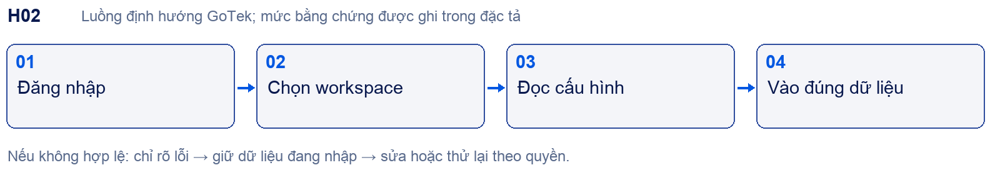 H02 Luồng định hướng GoTek; mức bằng chứng được ghi trong đặc tả
01
Đăng nhập
02
Chọn workspace
03
Đọc cấu hình
04
Vào đúng dữ liệu
Nếu không hợp lệ: chỉ rõ lỗi → giữ dữ liệu đang nhập → sửa hoặc thử lại theo quyền.